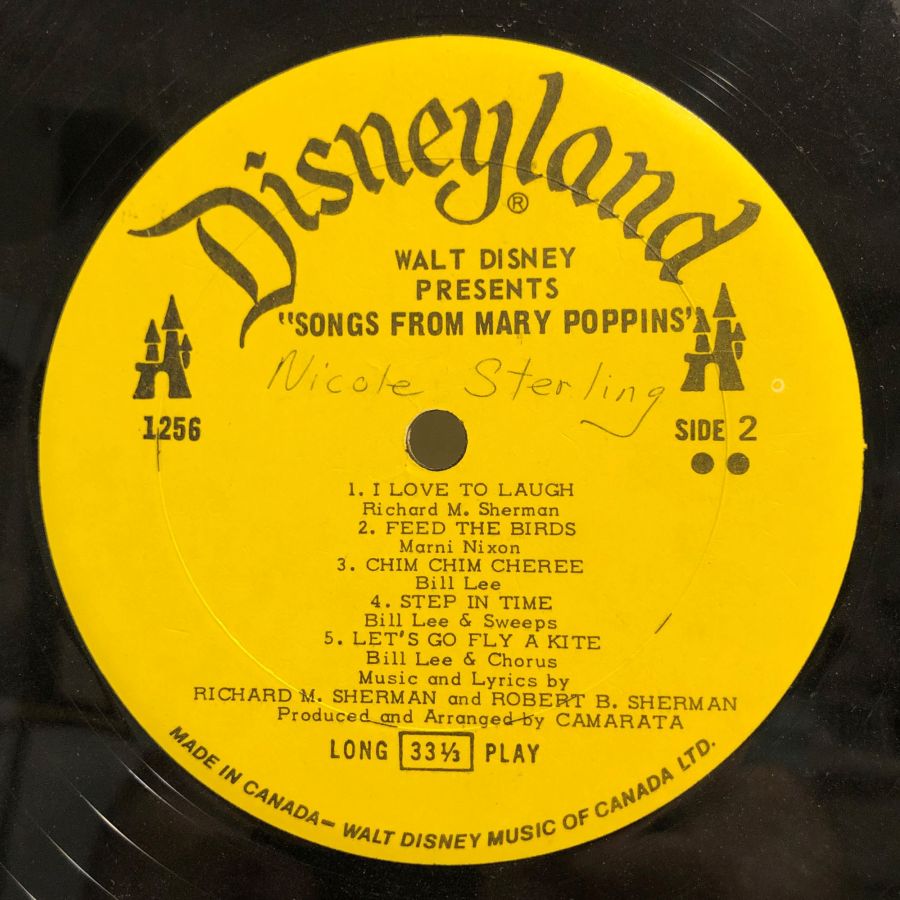 Disneyland®
WALT DISNEY
PRESENTS
"SONGS FROM MARY POPPINS"
Nicole Sterling
1256
SIDE 2
1. I LOVE TO LAUGH
Richard M. Sherman
2. FEED THE BIRDS
Marni Nixon
3. CHIM CHIM CHEREE
Bill Lee
4. STEP IN TIME
Bill Lee & Sweeps
5. LET'S GO FLY A KITE
Bill Lee & Chorus
Music and Lyrics by
RICHARD M. SHERMAN and ROBERT B. SHERMAN
Produced and Arranged by CAMARATA
LONG 33⅓ PLAY
MADE IN CANADA— WALT DISNEY MUSIC OF CANADA LTD.